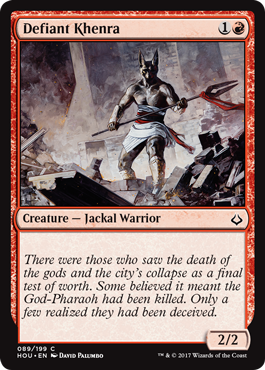 Defiant Khenra 1
Creature — Jackal Warrior
There were those who saw the death of
the gods and the city's collapse as a final
test of worth. Some believed it meant the
God-Pharaoh had been killed. Only a
few realized they had been deceived.
2/2
089/199 C
HOU • EN DAVID PALUMBO
™ & © 2017 Wizards of the Coast